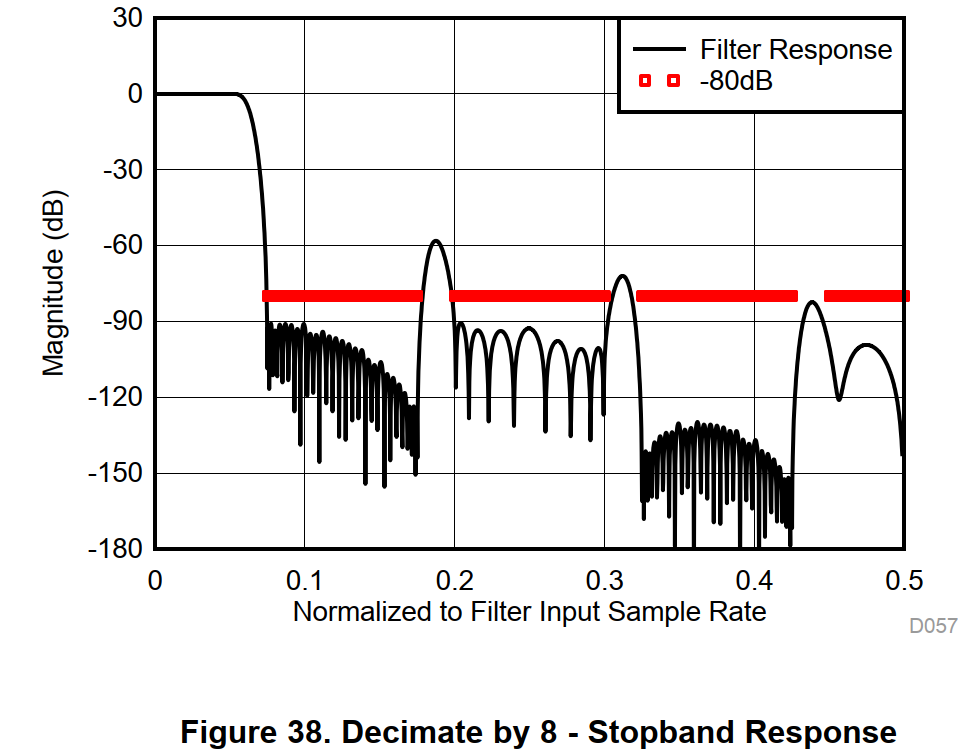 30
0
-30
-60
-90
-120
-150
-180
Magnitude (dB)
Filter Response
-80dB
0 0.1 0.2 0.3 0.4 0.5
Normalized to Filter Input Sample Rate
D057
Figure 38. Decimate by 8 - Stopband Response